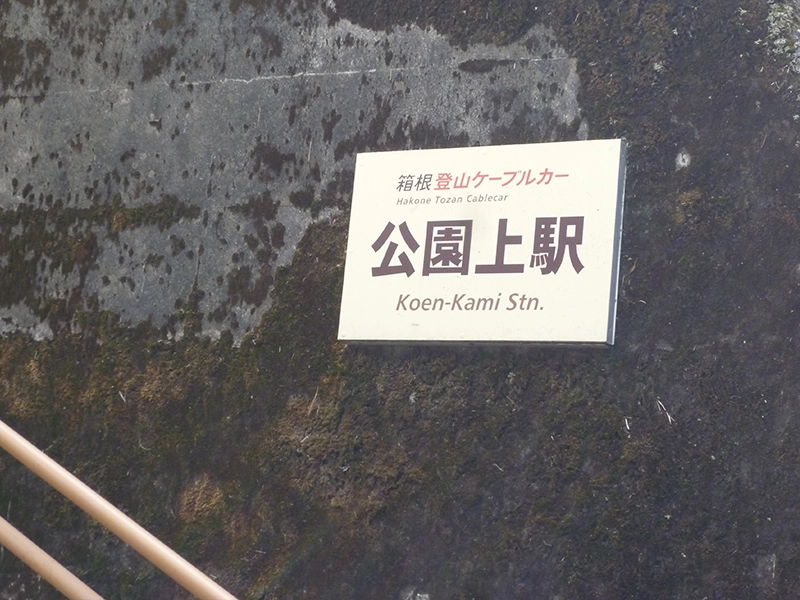 箱根登山ケーブルカー
Hakone Tozan Cablecar
公園上駅
Koen-Kami Stn.